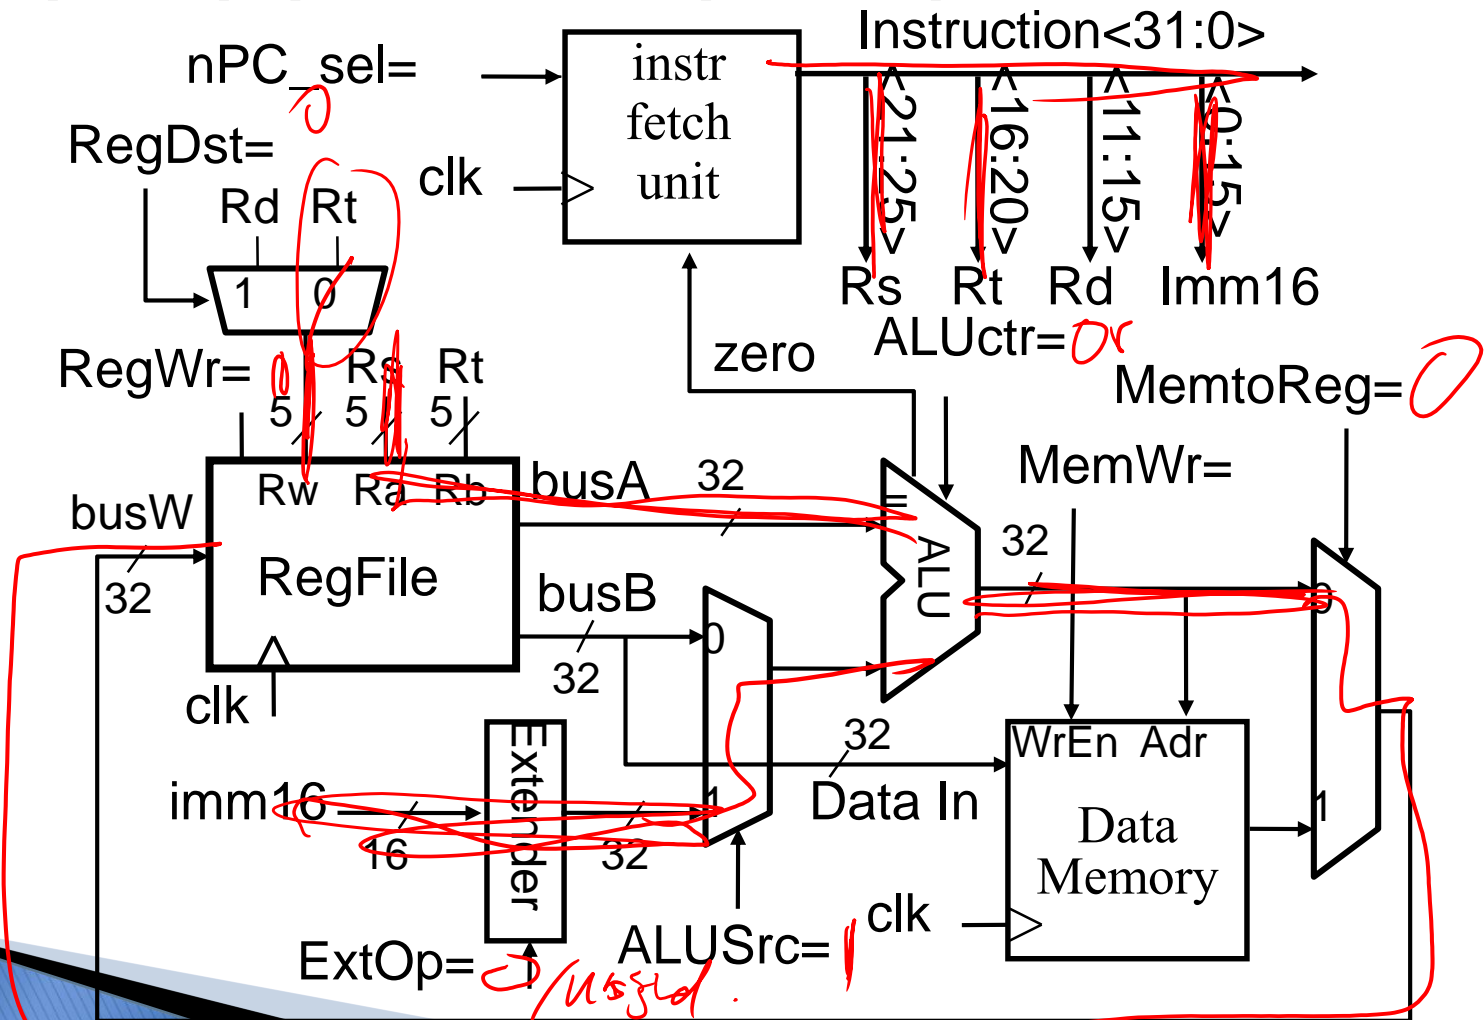 Instruction<31:0>
nPC_sel=
instr
fetch
unit
RegDst= 0
clk
<21:25>
<16:20>
<11:15>
<0:15>
Rd Rt
1 0
Rs Rt Rd Imm16
ALUctr= or
zero
MemtoReg= 0
RegWr=
Rs Rt
5 5 5
busW
32
Rw Ra Rb
RegFile
clk
busA
32
busB
32
=
ALU
32
MemWr=
0
1
0
1
imm16
16
Extender
32
ExtOp= 0
ALUSrc= 1
32
Data In
WrEn Adr
Data
Memory
clk